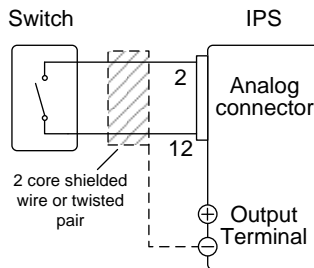 Switch
IPS
2
Analog
connector
12
2 core shielded
wire or twisted
pair
Output
Terminal